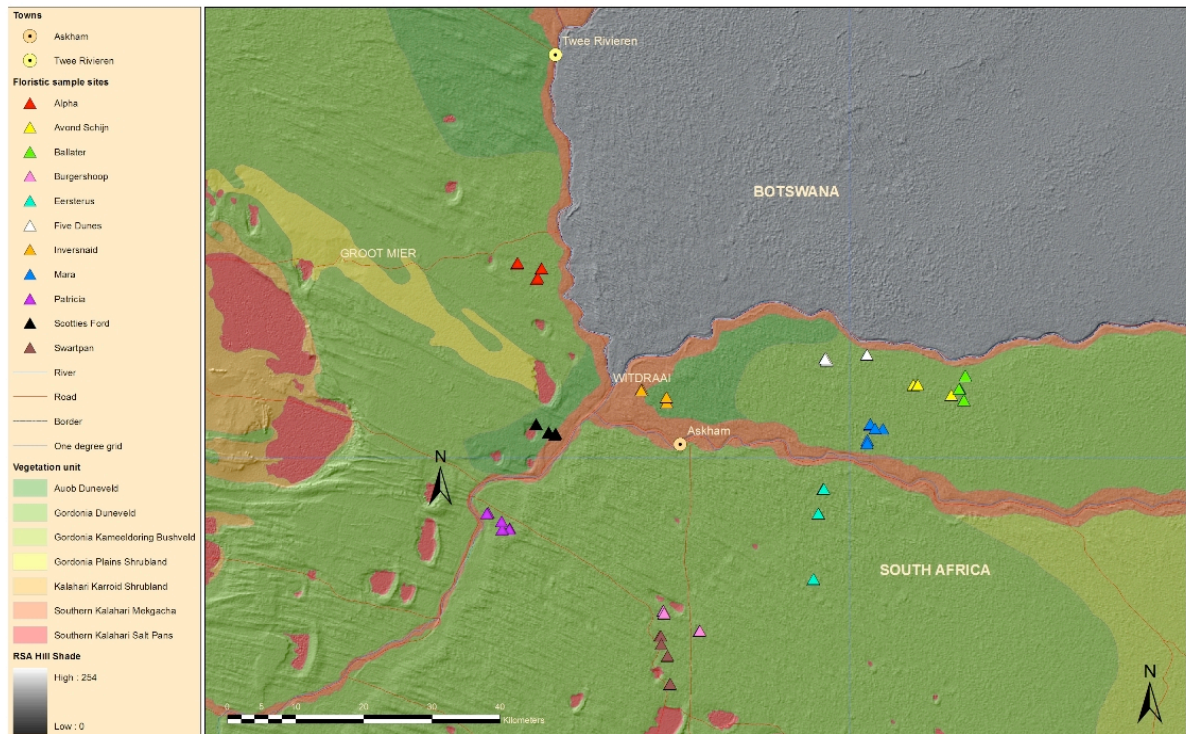 Towns
Askham
Twee Rivieren
Floristic sample sites
Alpha
Avond Schijn
Ballater
Burgershoop
Eersterus
Five Dunes
Inversnaid
Mara
Patricia
Scotties Ford
Swartpan
River
Road
Border
One degree grid
Vegetation unit
Auob Duneveld
Gordonia Duneveld
Gordonia Kameeldoring Bushveld
Gordonia Plains Shrubland
Kalahari Karroid Shrubland
Southern Kalahari Mekgacha
Southern Kalahari Salt Pans
RSA Hill Shade
High : 254
Low : 0
Twee Rivieren
BOTSWANA
GROOT MIER
WITDRAAI
Askham
N
SOUTH AFRICA
N
0 5 10 20 30 40
Kilometers